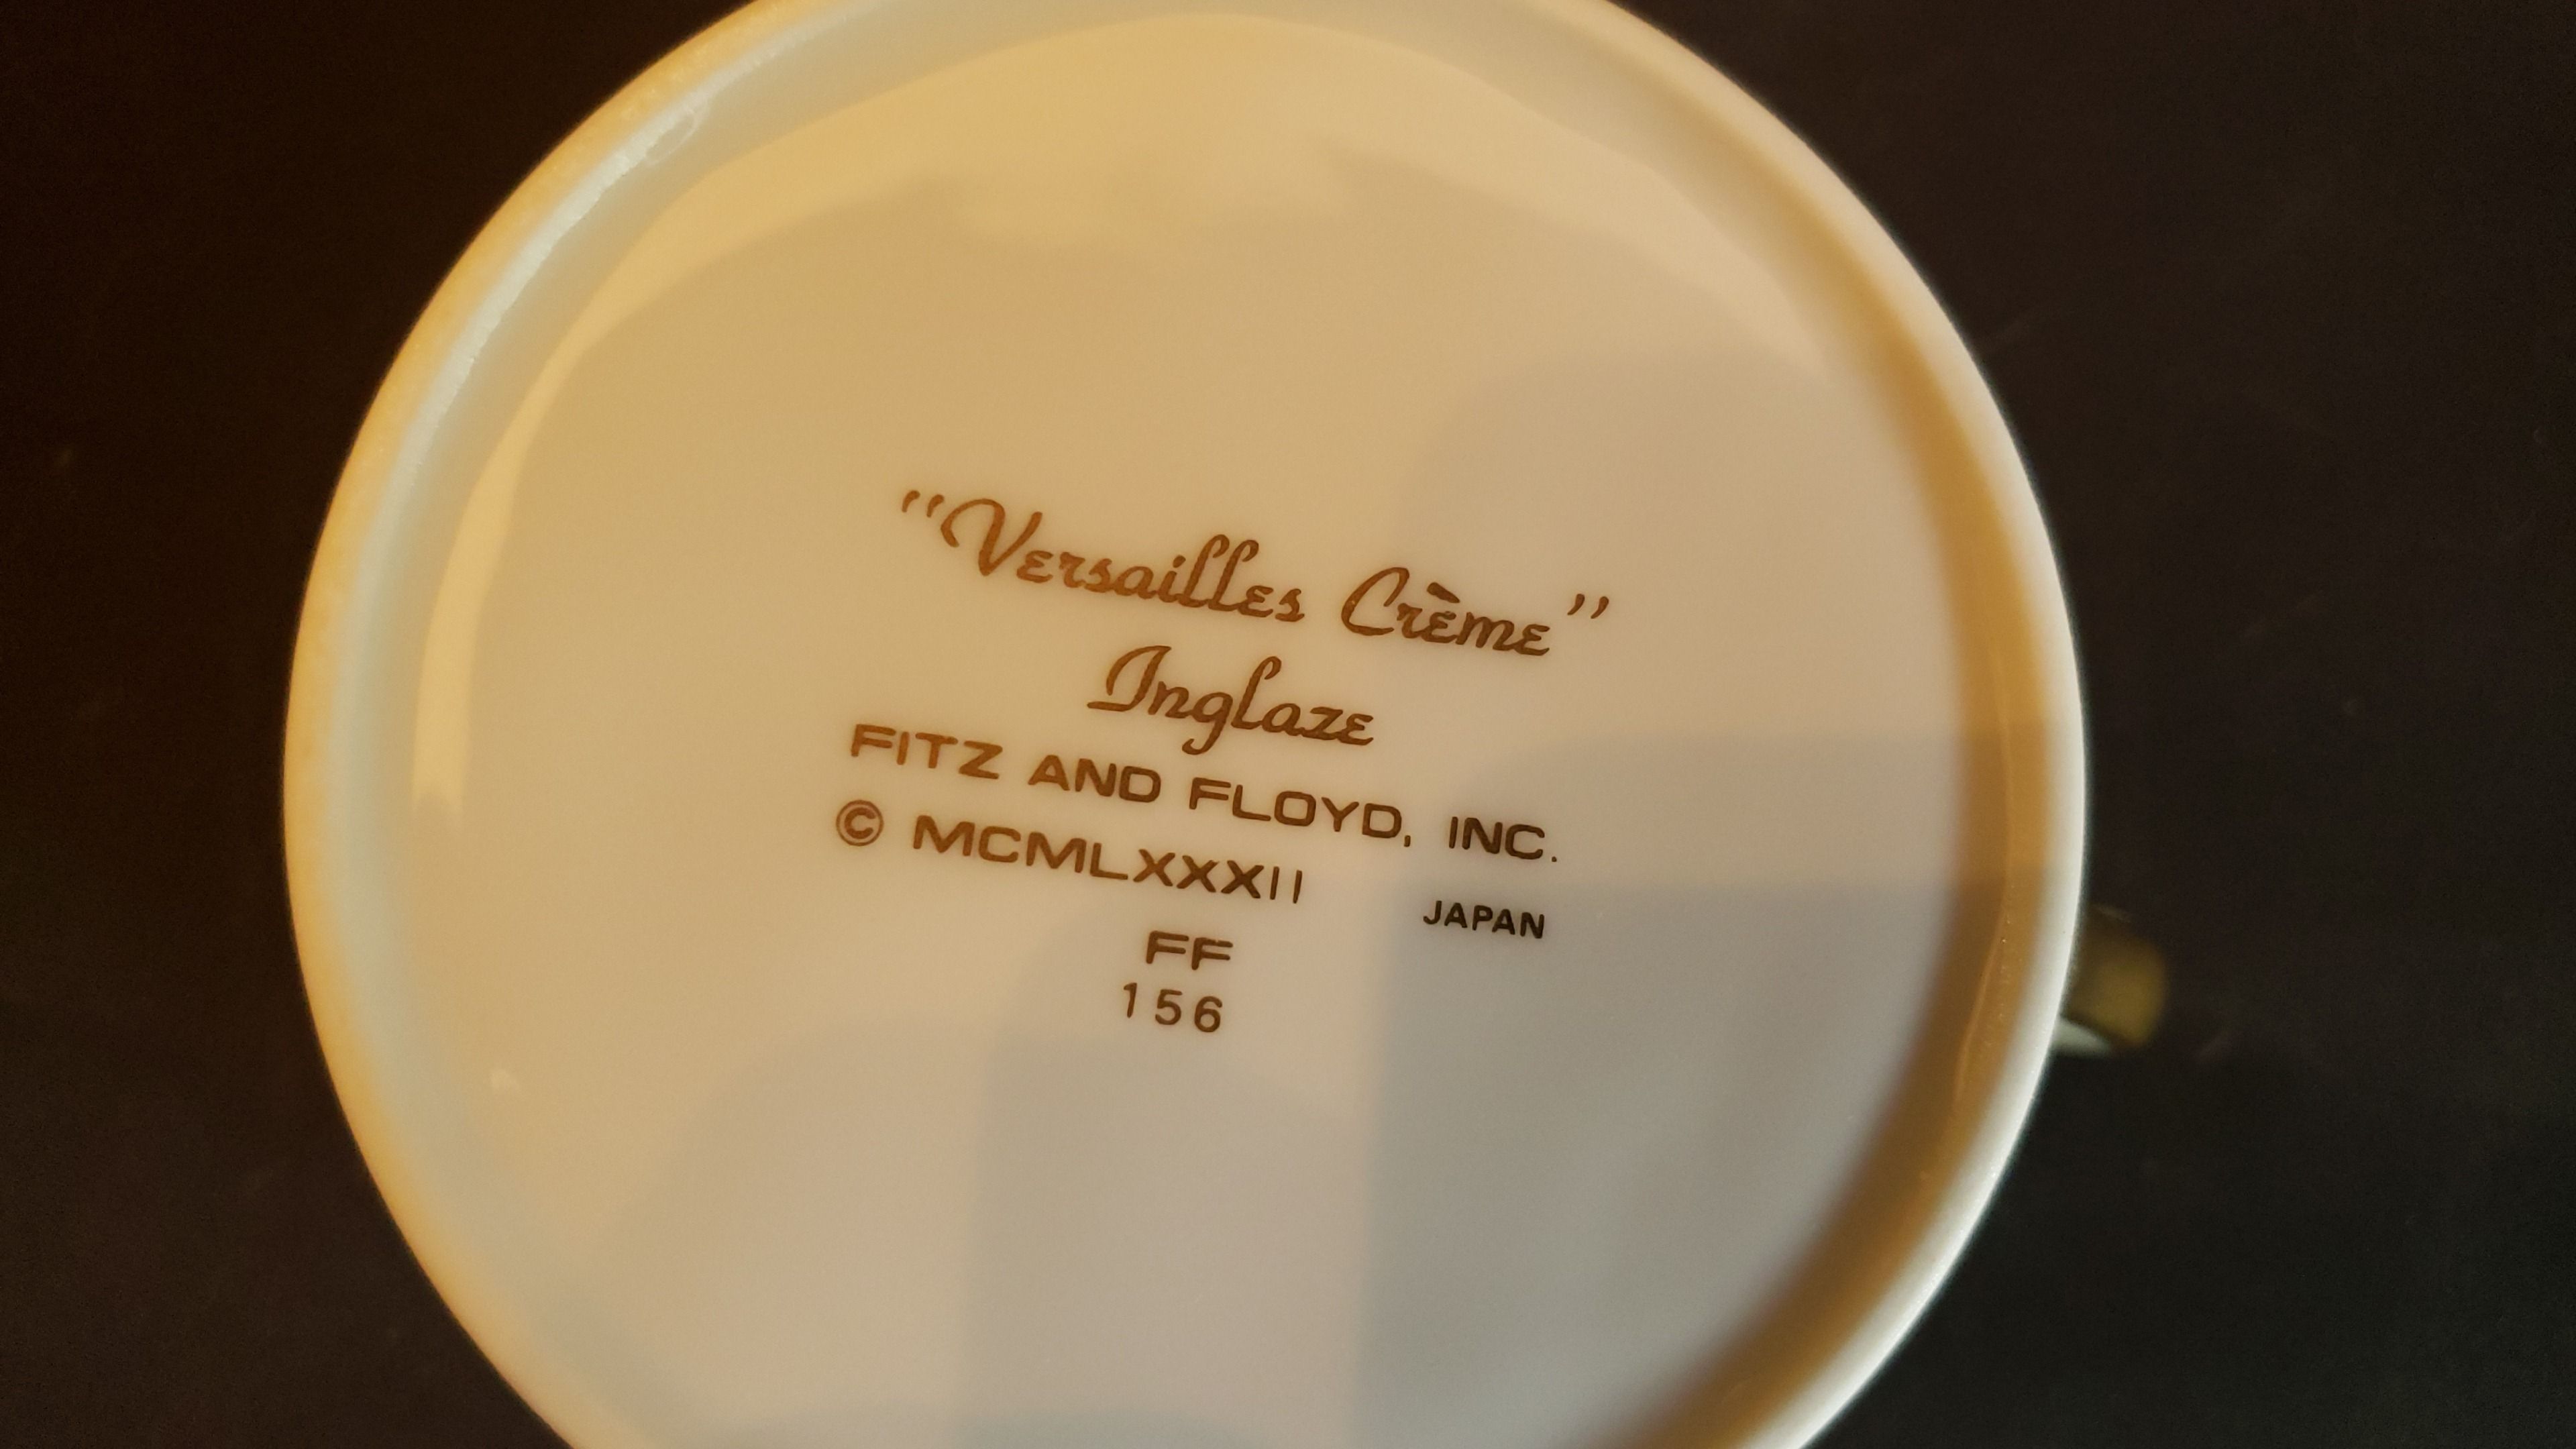 "Versailles Crème"
Inglaze
FITZ AND FLOYD, INC.
© MCMLXXXII JAPAN
FF
156